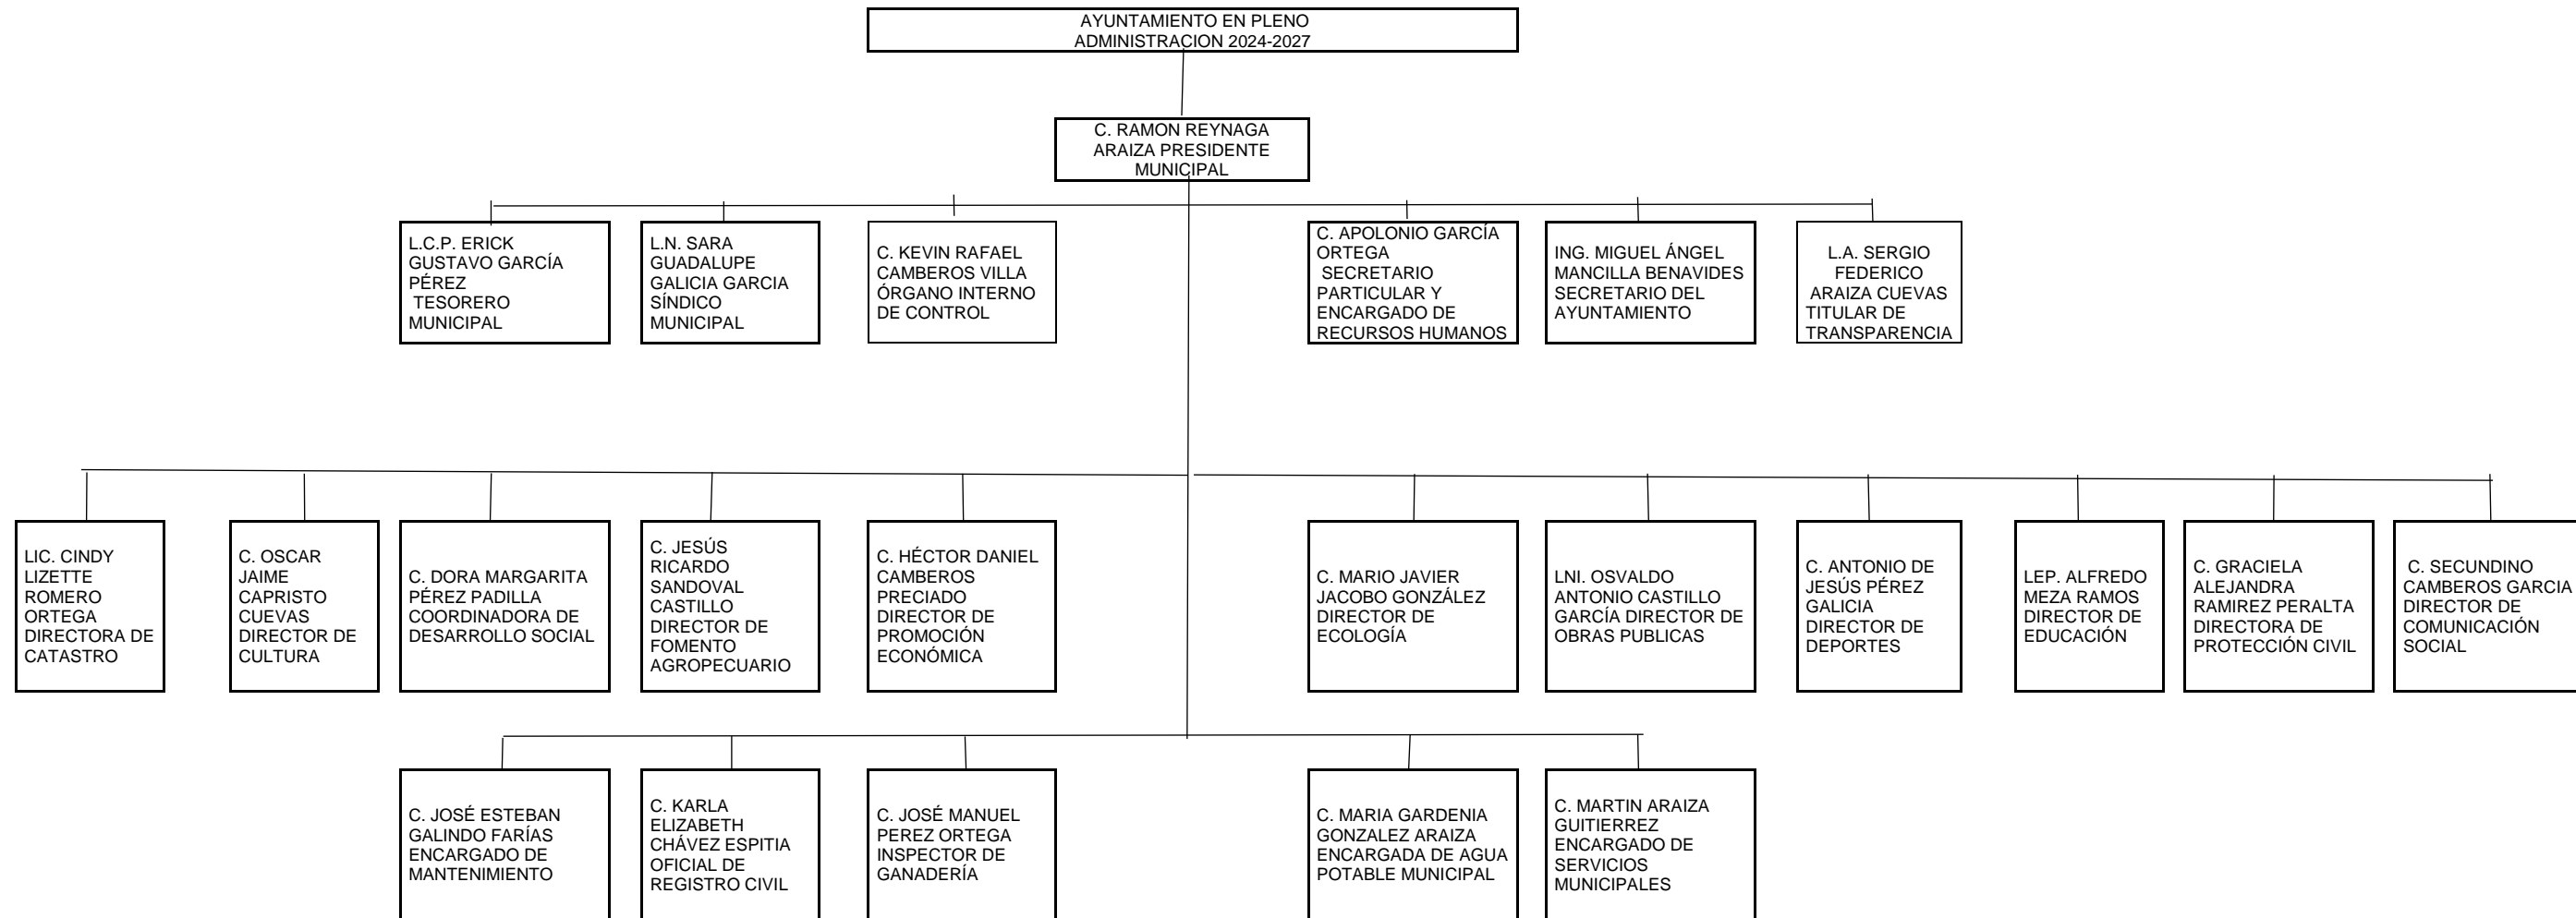 AYUNTAMIENTO EN PLENO
ADMINISTRACION 2024-2027
C. RAMON REYNAGA
ARAIZA PRESIDENTE
MUNICIPAL
L.C.P. ERICK
GUSTAVO GARCÍA
PÉREZ
TESORERO
MUNICIPAL
L.N. SARA
GUADALUPE
GALICIA GARCIA
SÍNDICO
MUNICIPAL
C. KEVIN RAFAEL
CAMBEROS VILLA
ÓRGANO INTERNO
DE CONTROL
C. APOLONIO GARCÍA
ORTEGA
SECRETARIO
PARTICULAR Y
ENCARGADO DE
RECURSOS HUMANOS
ING. MIGUEL ÁNGEL
MANCILLA BENAVIDES
SECRETARIO DEL
AYUNTAMIENTO
L.A. SERGIO
FEDERICO
ARAIZA CUEVAS
TITULAR DE
TRANSPARENCIA
LIC. CINDY
LIZETTE
ROMERO
ORTEGA
DIRECTORA DE
CATASTRO
C. OSCAR
JAIME
CAPRISTO
CUEVAS
DIRECTOR DE
CULTURA
C. DORA MARGARITA
PÉREZ PADILLA
COORDINADORA DE
DESARROLLO SOCIAL
C. JESÚS
RICARDO
SANDOVAL
CASTILLO
DIRECTOR DE
FOMENTO
AGROPECUARIO
C. HÉCTOR DANIEL
CAMBEROS
PRECIADO
DIRECTOR DE
PROMOCIÓN
ECONÓMICA
C. MARIO JAVIER
JACOBO GONZÁLEZ
DIRECTOR DE
ECOLOGÍA
LNI. OSVALDO
ANTONIO CASTILLO
GARCÍA DIRECTOR DE
OBRAS PUBLICAS
C. ANTONIO DE
JESÚS PÉREZ
GALICIA
DIRECTOR DE
DEPORTES
LEP. ALFREDO
MEZA RAMOS
DIRECTOR DE
EDUCACIÓN
C. GRACIELA
ALEJANDRA
RAMIREZ PERALTA
DIRECTORA DE
PROTECCIÓN CIVIL
C. SECUNDINO
CAMBEROS GARCIA
DIRECTOR DE
COMUNICACIÓN
SOCIAL
C. JOSÉ ESTEBAN
GALINDO FARÍAS
ENCARGADO DE
MANTENIMIENTO
C. KARLA
ELIZABETH
CHÁVEZ ESPITIA
OFICIAL DE
REGISTRO CIVIL
C. JOSÉ MANUEL
PEREZ ORTEGA
INSPECTOR DE
GANADERÍA
C. MARIA GARDENIA
GONZALEZ ARAIZA
ENCARGADA DE AGUA
POTABLE MUNICIPAL
C. MARTIN ARAIZA
GUITIERREZ
ENCARGADO DE
SERVICIOS
MUNICIPALES